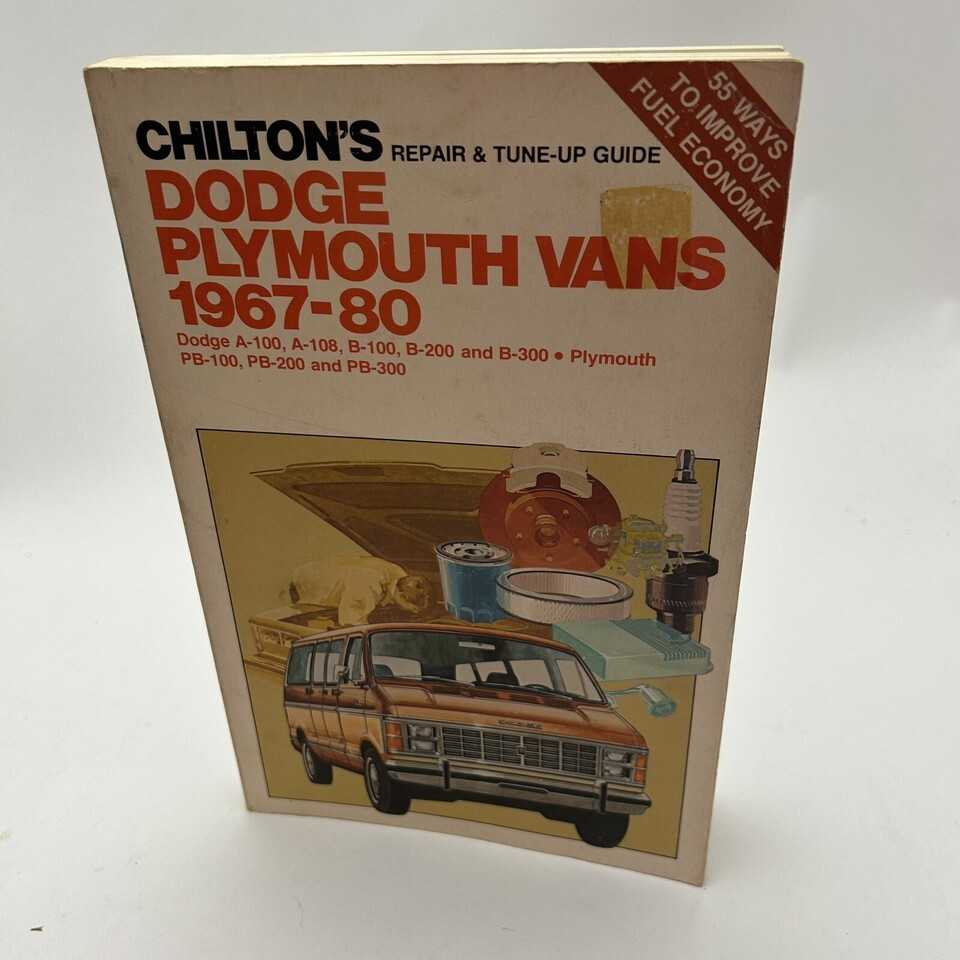 CHILTON'S REPAIR & TUNE-UP GUIDE
DODGE
PLYMOUTH VANS
1967-80
Dodge A-100, A-108, B-100, B-200 and B-300 • Plymouth
PB-100, PB-200 and PB-300
55 WAYS
TO IMPROVE
FUEL ECONOMY
DODGE